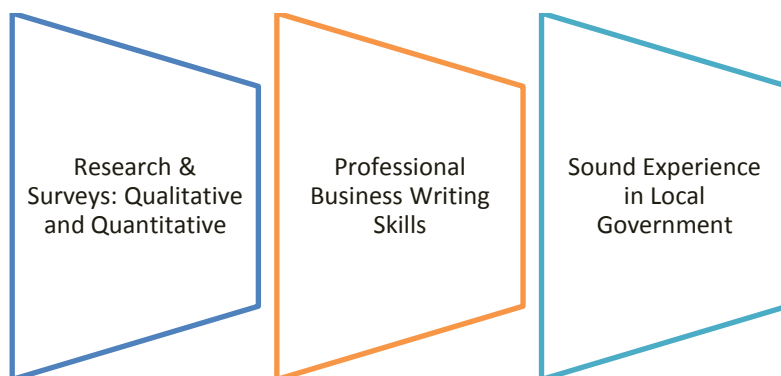 Research &
Surveys: Qualitative
and Quantitative
Professional
Business Writing
Skills
Sound Experience
in Local
Government